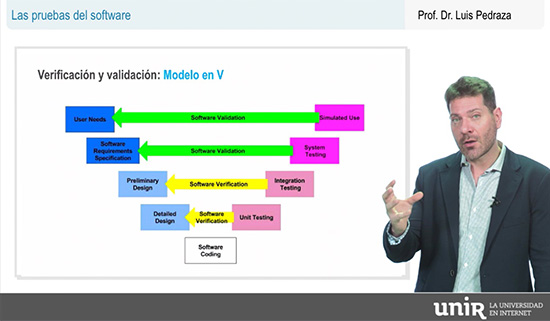 Las pruebas del software
Prof. Dr. Luis Pedraza
Verificación y validación: Modelo en V
User Needs
Software Validation
Simulated Use
Software
Requirements
Specification
Software Validation
System
Testing
Preliminary
Design
Software Verification
Integration
Testing
Detailed
Design
Software
Verification
Unit Testing
Software
Coding
unir
LA UNIVERSIDAD
EN INTERNET